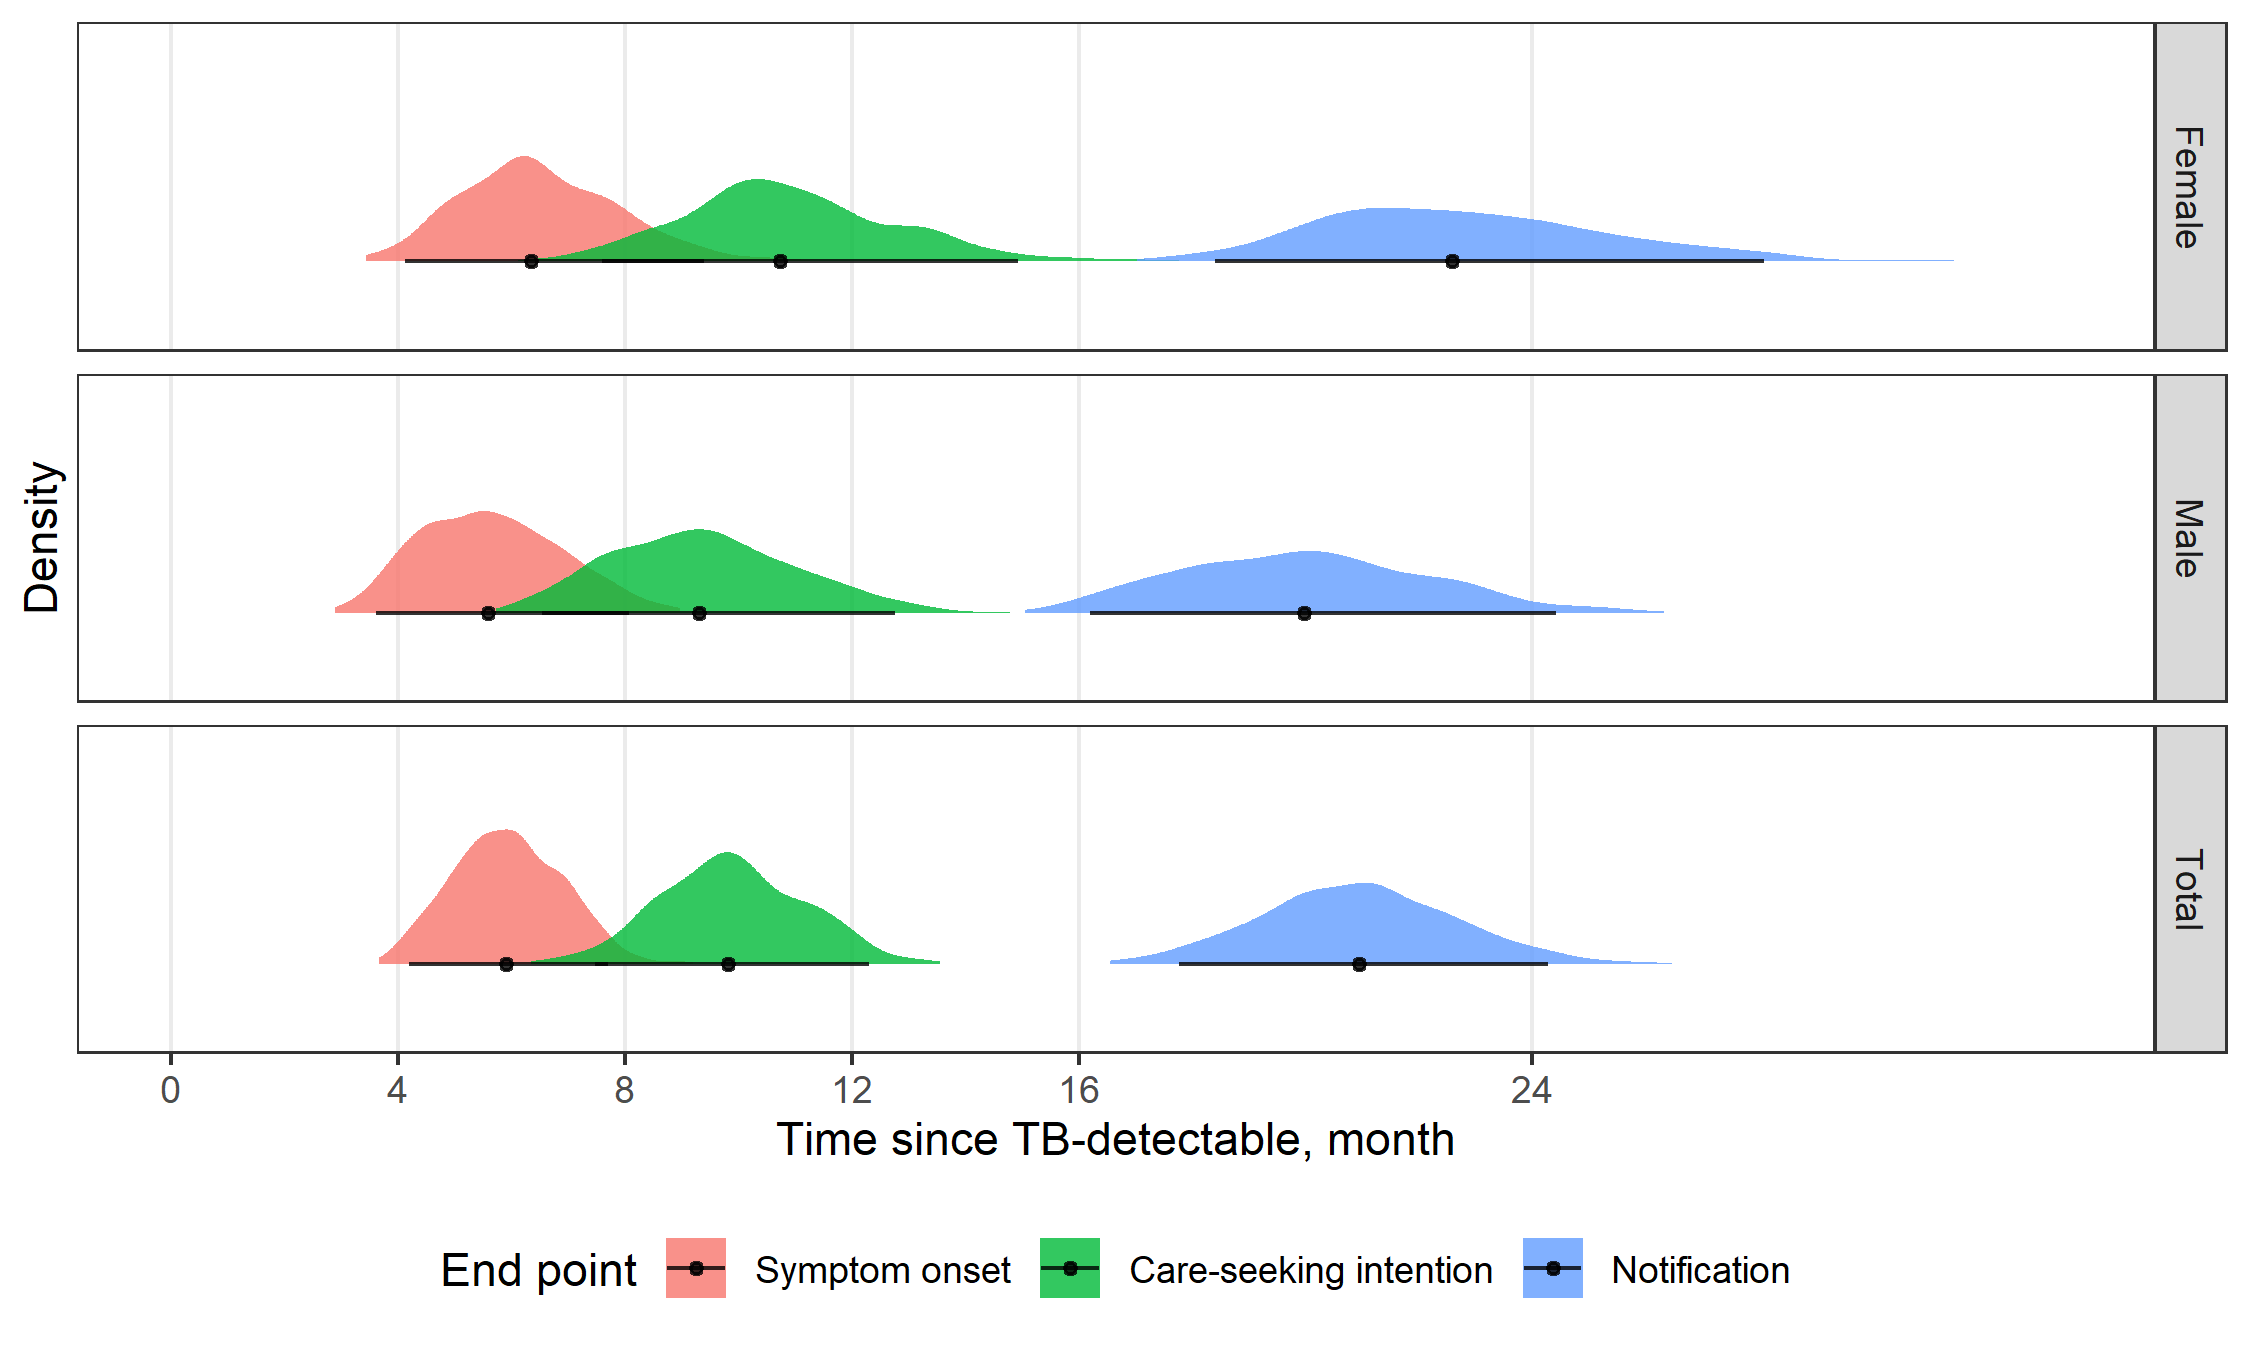 Female
Male
Total
Density
0 4 8 12 16 24
Time since TB-detectable, month
End point Symptom onset Care-seeking intention Notification